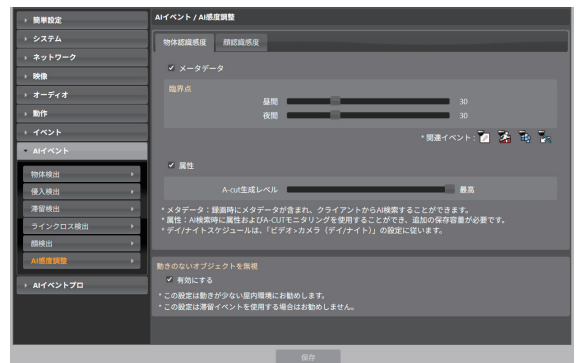 簡単設定
システム
ネットワーク
映像
オーディオ
動作
イベント
AIイベント
物体検出
侵入検出
滞留検出
ラインクロス検出
顔検出
AI感度調整
AIイベントプロ
AIイベント / AI感度調整
物体認識感度 顔認識感度
メータデータ
臨界点
昼間 30
夜間 30
* 関連イベント :
属性
A-cut生成レベル 最高
* メタデータ : 録画時にメタデータが含まれ、クライアントからAI検索することができます。
* 属性 : AI検索時に属性およびA-CUTモニタリングを使用することができ、追加の保存容量が必要です。
* デイ/ナイトスケジュールは、「ビデオ>カメラ（デイ/ナイト）」の設定に従います。
動きのないオブジェクトを無視
有効にする
* この設定は動きが少ない屋内環境にお勧めします。
* この設定は滞留イベントを使用する場合はお勧めしません。
保存